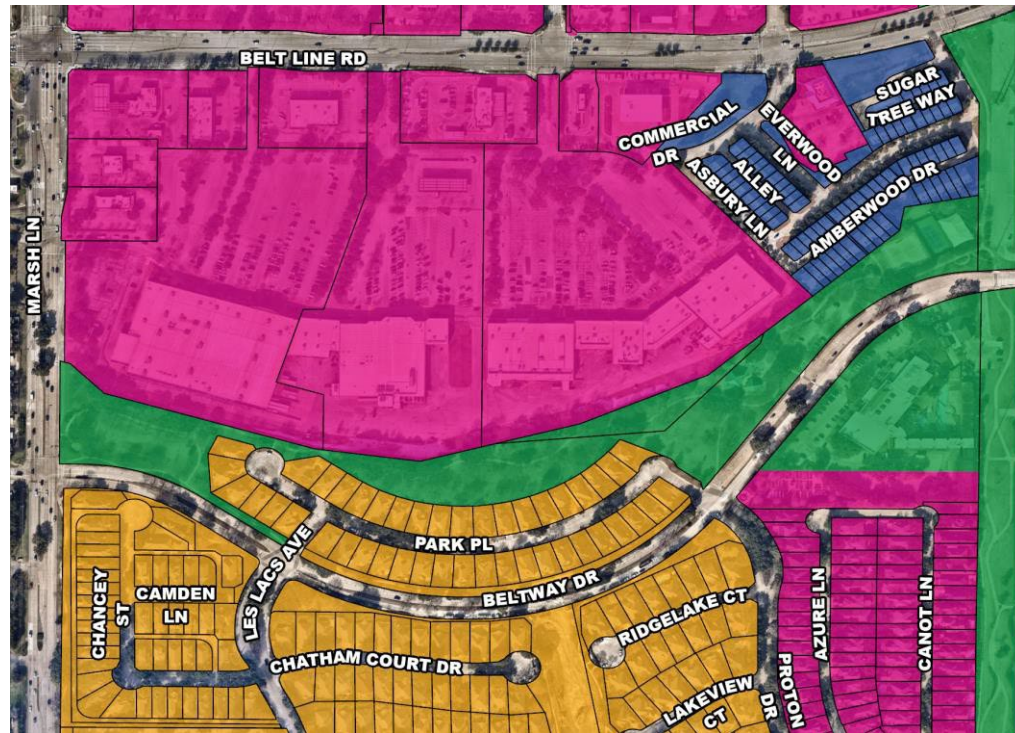 BELT LINE RD
SUGAR
TREE WAY
COMMERCIAL
DR
EVERWOOD
LN
ALLEY
ASBURY LN
AMBERWOOD DR
MARSH LN
PARK PL
LES LACS AVE
BELTWAY DR
CHANCEY
ST
CAMDEN
LN
CHATHAM COURT DR
RIDGELAKE CT
LAKEVIEW
CT
PROTON
DR
AZURE LN
CANOT LN